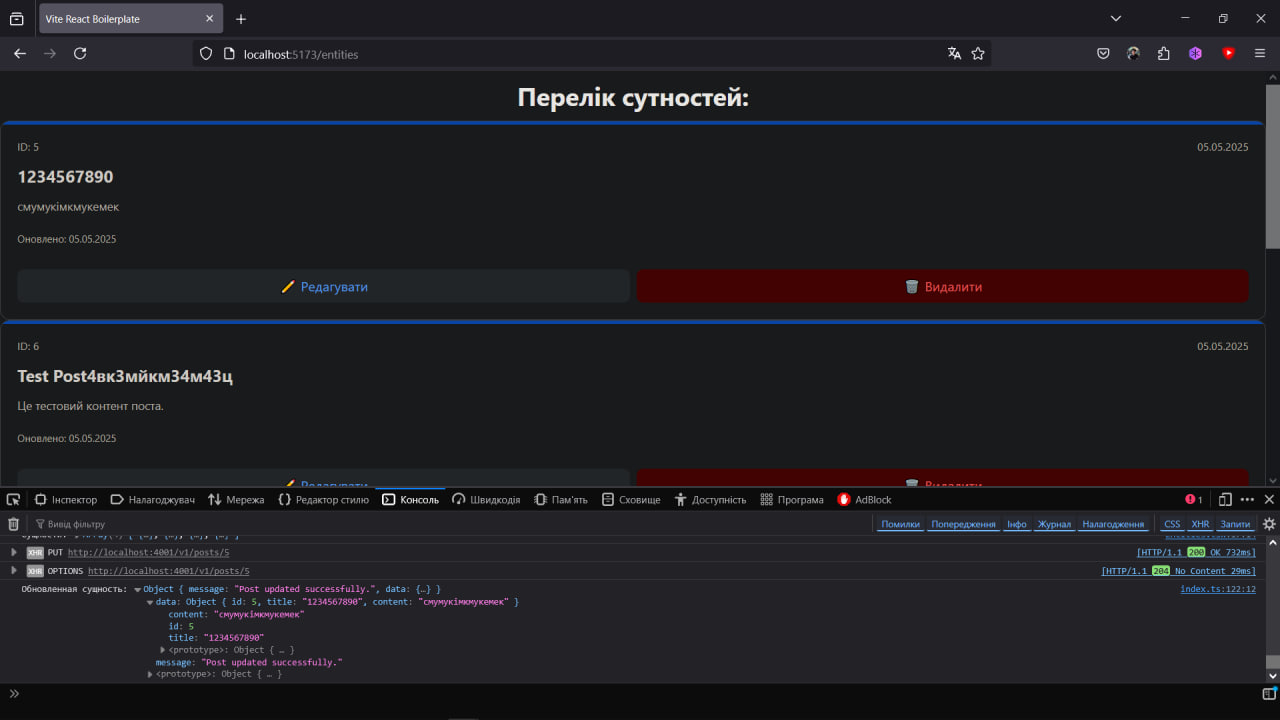 Vite React Boilerplate
localhost:5173/entities
Перелік сутностей:
ID: 5
05.05.2025
1234567890
смумукімкмукемек
Оновлено: 05.05.2025
Редагувати
Видалити
ID: 6
05.05.2025
Test Post4вк3мйкм34м43ц
Це тестовий контент поста.
Оновлено: 05.05.2025
Редагувати
Видалити
Інспектор Налагоджувач Мережа Редактор стилю Консоль Швидкодія Пам'ять Сховище Доступність Програма AdBlock 1
Вивід фільтру Помилки Попередження Інфо Журнал Налагодження CSS XHR Запити
XHR PUT http://localhost:4001/v1/posts/5 [HTTP/1.1 200 OK 732ms]
XHR OPTIONS http://localhost:4001/v1/posts/5 [HTTP/1.1 204 No Content 29ms]
Обновленная сущность: Object { message: "Post updated successfully.", data: {…} } index.ts:122:12
data: Object { id: 5, title: "1234567890", content: "смумукімкмукемек" }
content: "смумукімкмукемек"
id: 5
title: "1234567890"
<prototype>: Object { … }
message: "Post updated successfully."
<prototype>: Object { … }